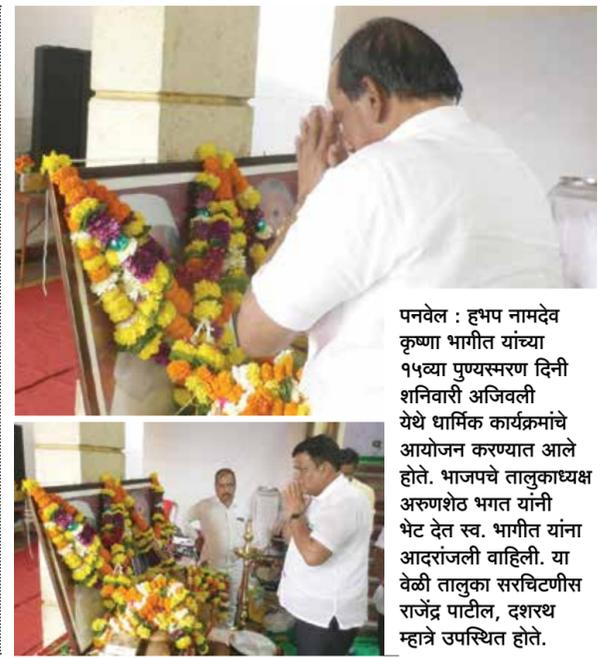 पनवेल : हभप नामदेव
कृष्णा भागीत यांच्या
१५व्या पुण्यस्मरण दिनी
शनिवारी अजिवली
येथे धार्मिक कार्यक्रमांचे
आयोजन करण्यात आले
होते. भाजपचे तालुकाध्यक्ष
अरुणशेठ भगत यांनी
भेट देत स्व. भागीत यांना
आदरांजली वाहिली. या
वेळी तालुका सरचिटणीस
राजेंद्र पाटील, दशरथ
म्हात्रे उपस्थित होते.